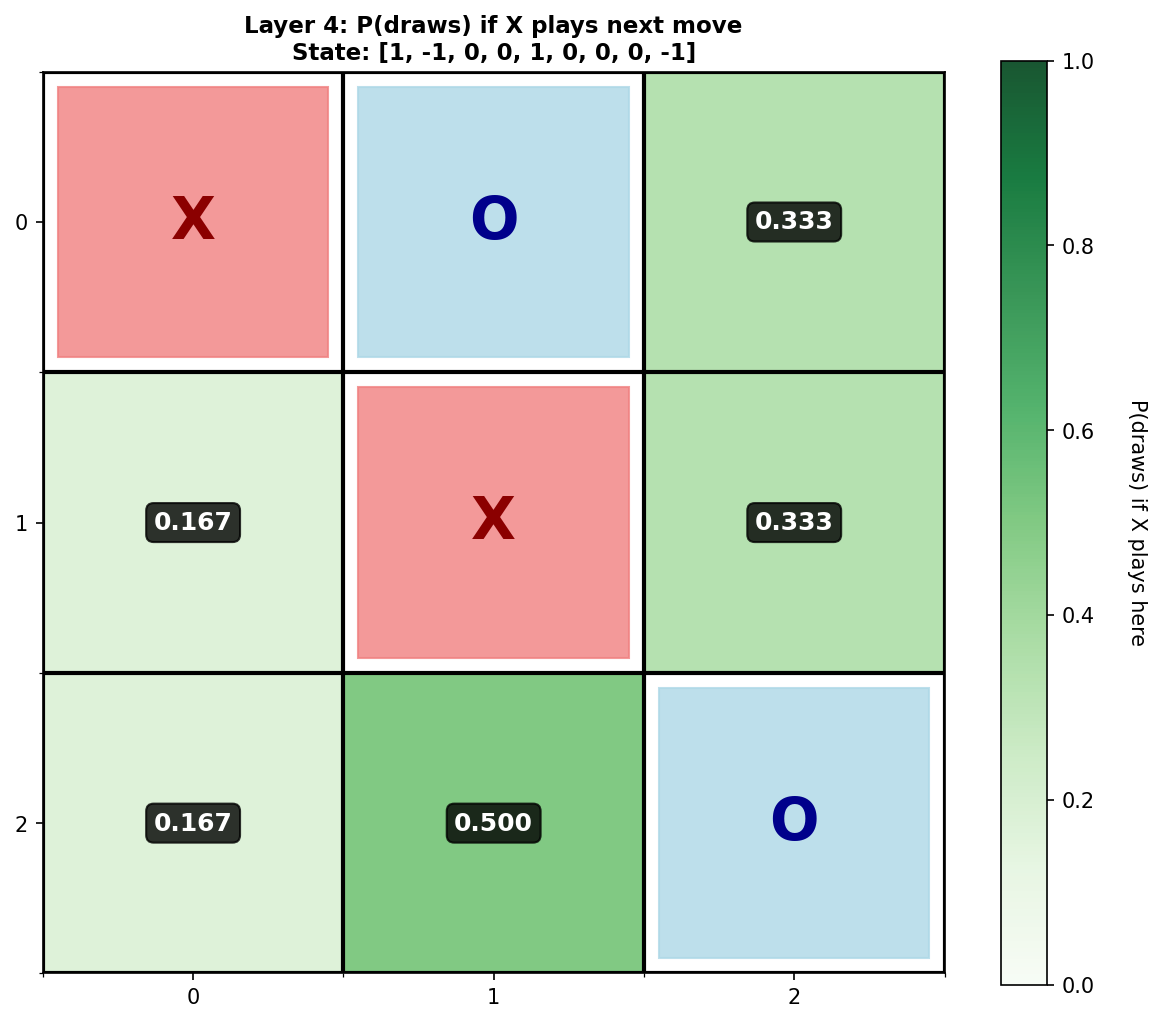 Layer 4: P(draws) if X plays next move
State: [1, -1, 0, 0, 1, 0, 0, 0, -1]
1.0
0
X
O
0.333
0.8
0.6
P(draws) if X plays here
1
0.167
X
0.333
0.4
2
0.167
0.500
O
0.2
0.0
0
1
2